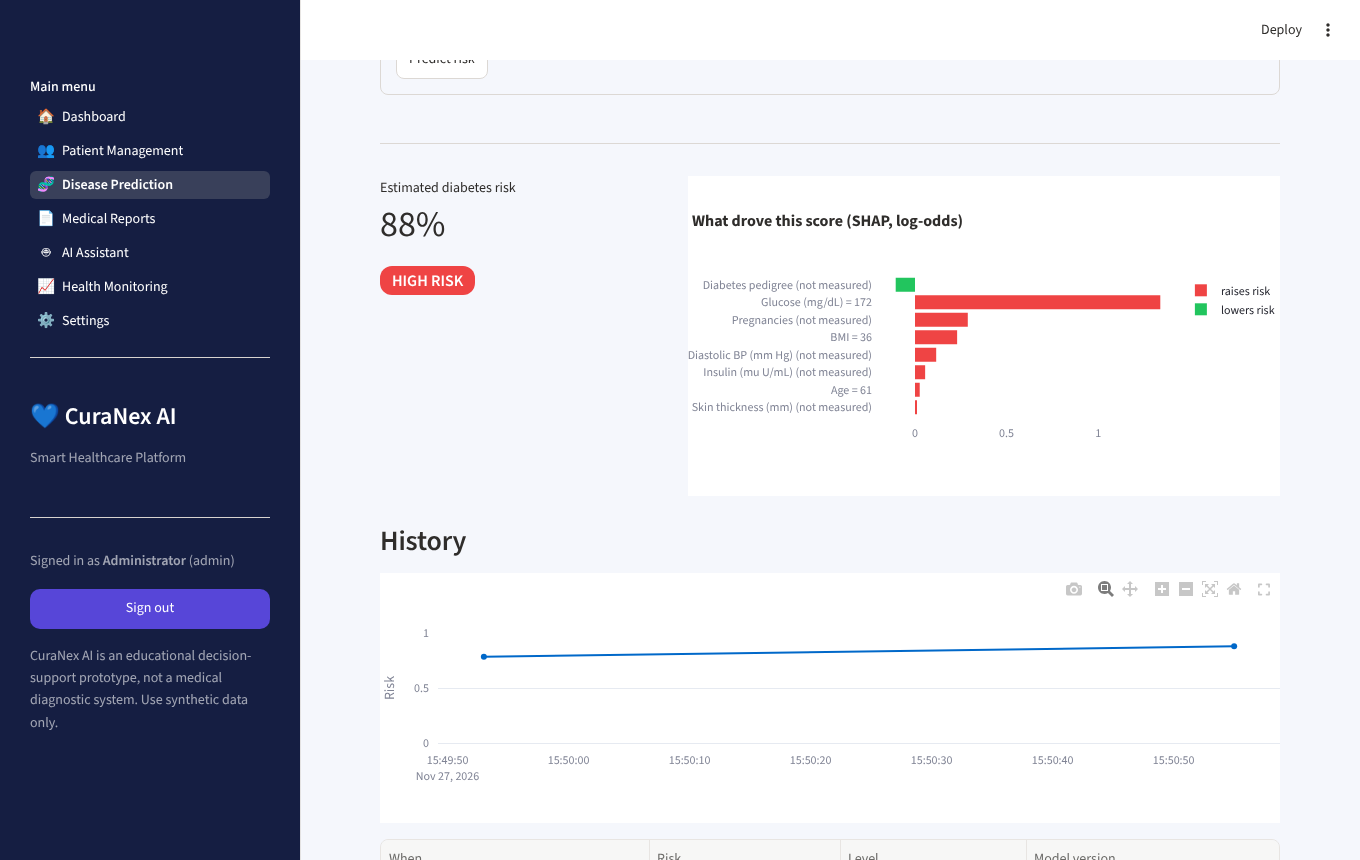 Deploy
Main menu
Dashboard
Patient Management
Disease Prediction
Medical Reports
AI Assistant
Health Monitoring
Settings
CuraNex AI
Smart Healthcare Platform
Signed in as Administrator (admin)
Sign out
CuraNex AI is an educational decision-
support prototype, not a medical
diagnostic system. Use synthetic data
only.
Predict risk
Estimated diabetes risk
88%
HIGH RISK
What drove this score (SHAP, log-odds)
Diabetes pedigree (not measured)
Glucose (mg/dL) = 172
Pregnancies (not measured)
BMI = 36
Diastolic BP (mm Hg) (not measured)
Insulin (mu U/mL) (not measured)
Age = 61
Skin thickness (mm) (not measured)
0 0.5 1
raises risk
lowers risk
History
Risk
1
0.5
0
15:49:50 15:50:00 15:50:10 15:50:20 15:50:30 15:50:40 15:50:50
Nov 27, 2026
When Risk Level Model version